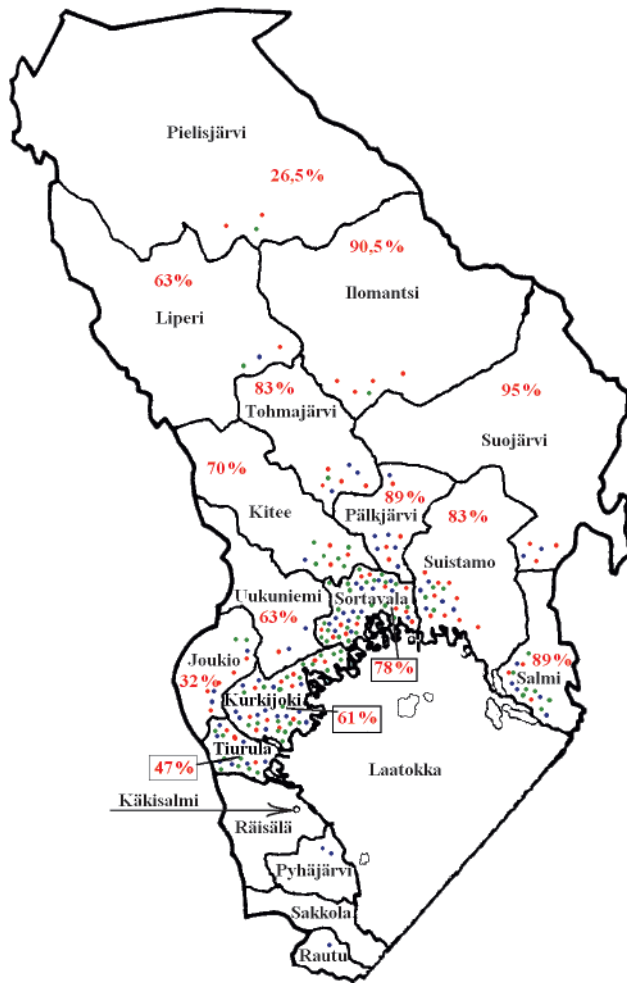 Pielisjärvi
26,5%
90,5%
63%
Ilomantsi
Liperi
83%
95%
Tohmajärvi
Suojärvi
70%
89%
Kitee
Pälkjärvi
83%
Suistamo
Uukuniemi
Sortavala
63%
Joukio
89%
78%
32%
Salmi
Kurkijoki
61%
Tiurula
47%
Laatokka
Käkisalmi
Räisälä
Pyhäjärvi
Sakkola
Rautu